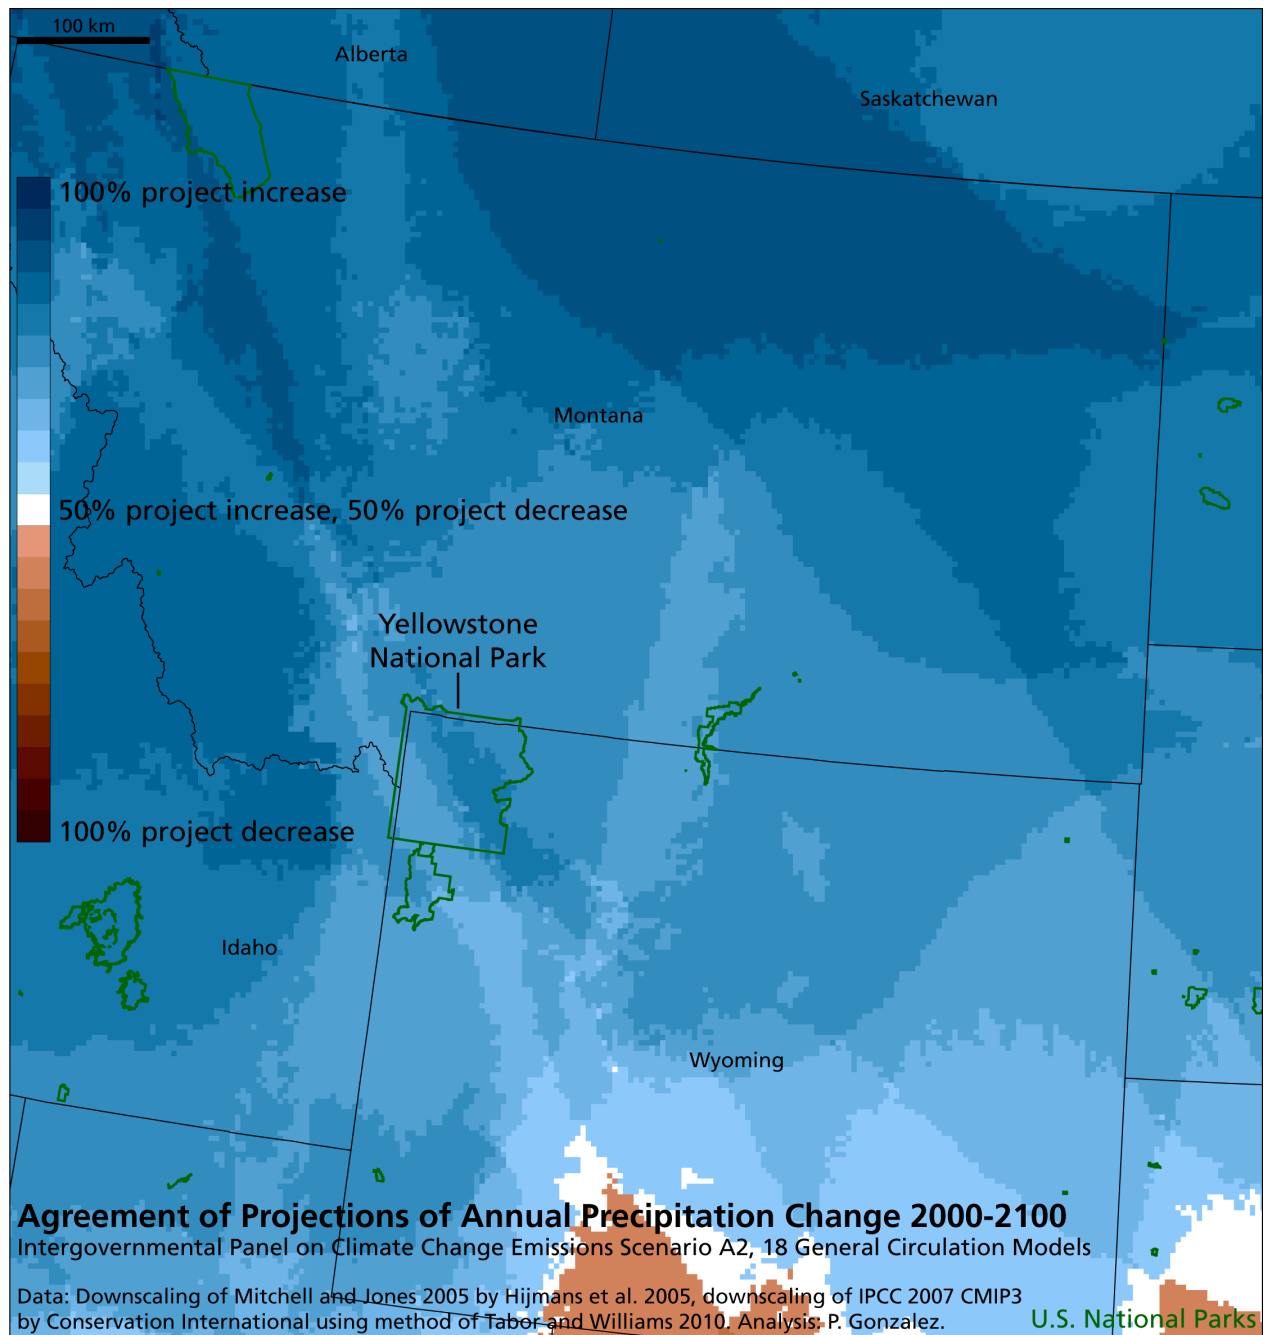 100 km
Alberta
Saskatchewan
100% project increase
Montana
50% project increase, 50% project decrease
Yellowstone
National Park
100% project decrease
Idaho
Wyoming
Agreement of Projections of Annual Precipitation Change 2000-2100
Intergovernmental Panel on Climate Change Emissions Scenario A2, 18 General Circulation Models
Data: Downscaling of Mitchell and Jones 2005 by Hijmans et al. 2005, downscaling of IPCC 2007 CMIP3
by Conservation International using method of Tabor and Williams 2010. Analysis: P. Gonzalez.
U.S. National Parks